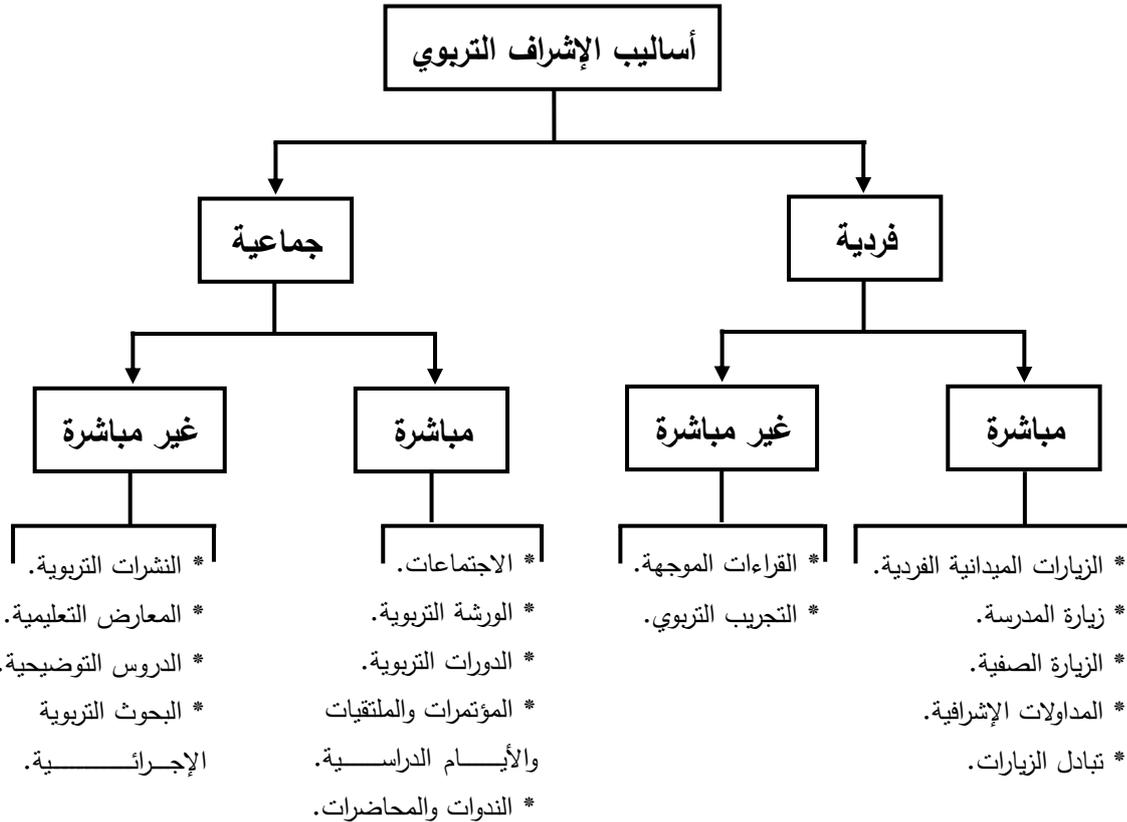 أساليب الإشراف التربوي
فردية
جماعية
مباشرة
غير مباشرة
مباشرة
غير مباشرة
* الزيارات الميدانية الفردية.
* زيارة المدرسة.
* الزيارة الصفية.
* المداولات الإشرافية.
* تبادل الزيارات.
* القراءات الموجهة.
* التجريب التربوي.
* الاجتماعات.
* الورشة التربوية.
* الدورات التربوية.
* المؤتمرات والملتقيات
والأيـــام الدراســـية.
* الندوات والمحاضرات.
* النشرات التربوية.
* المعارض التعليمية.
* الدروس التوضيحية.
* البحوث التربوية
الإجـرائــــــــية.